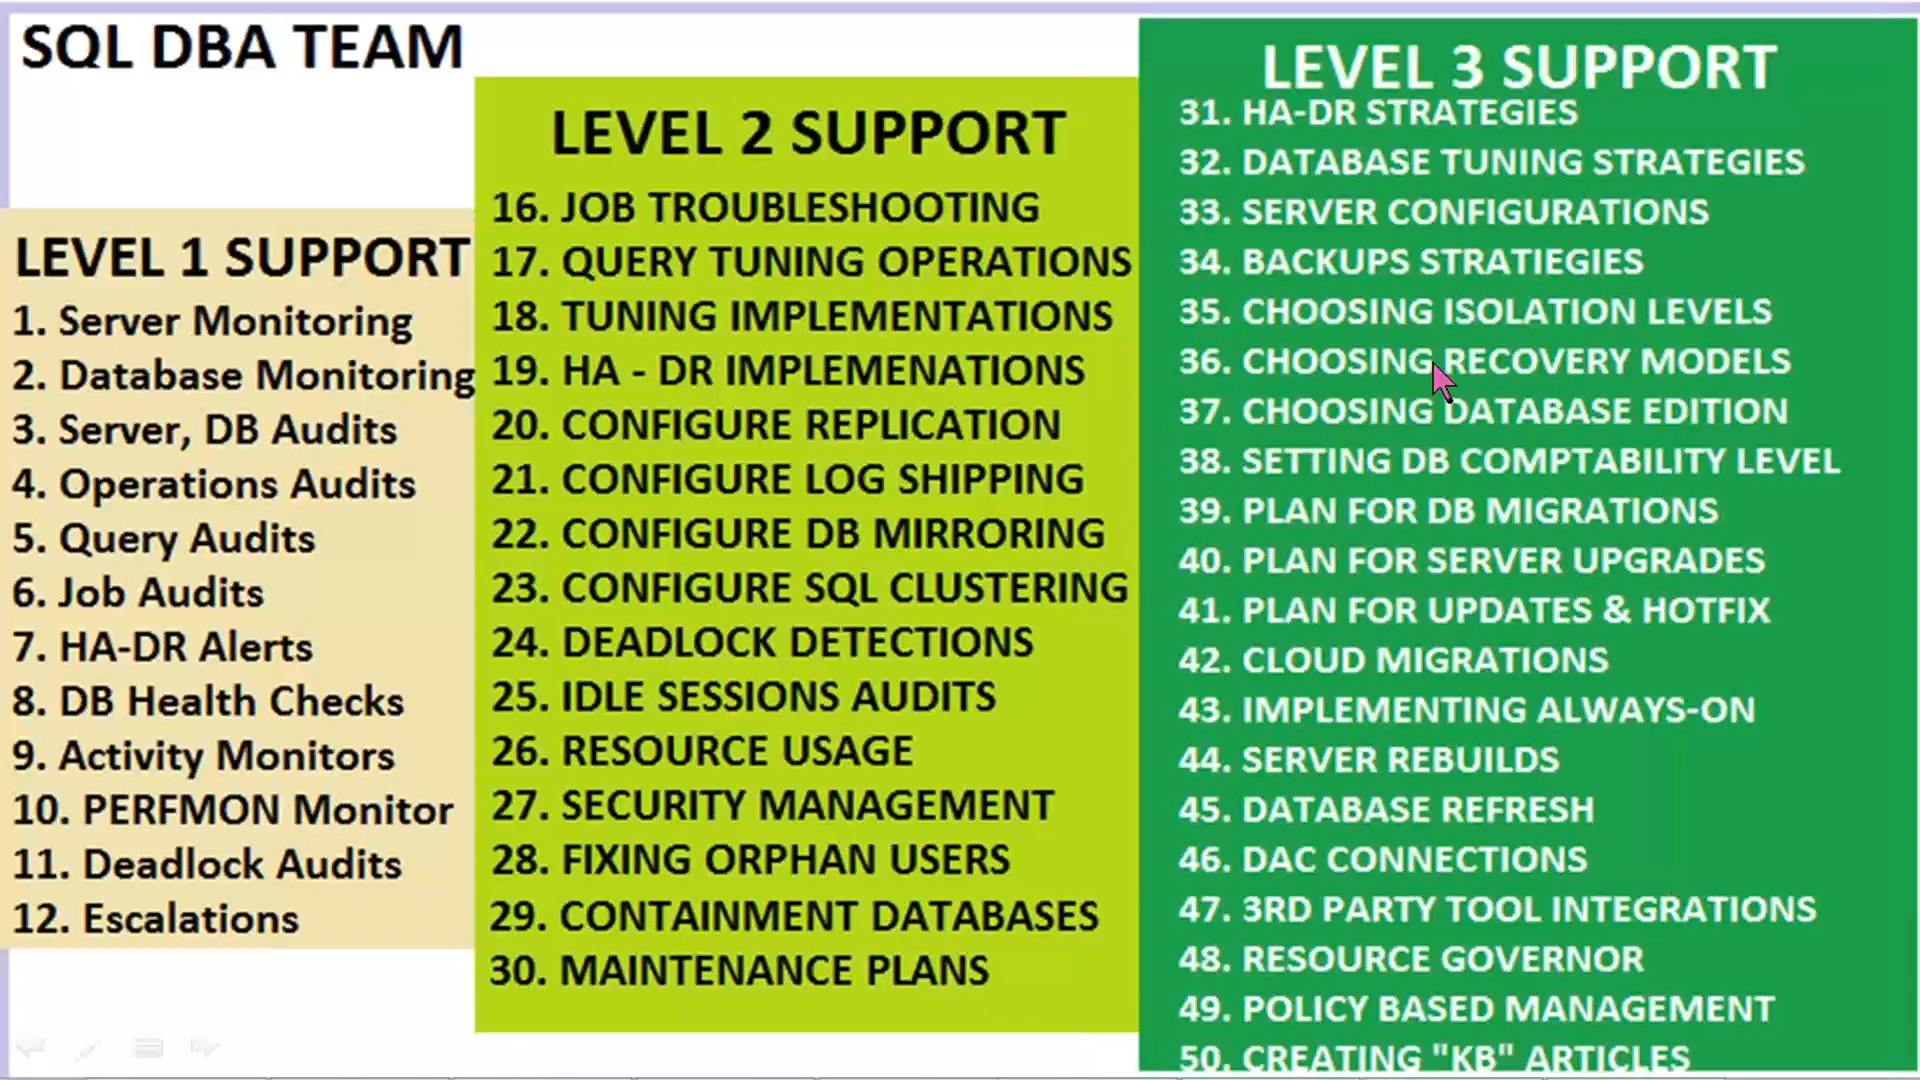 SQL DBA TEAM
LEVEL 1 SUPPORT
1. Server Monitoring
2. Database Monitoring
3. Server, DB Audits
4. Operations Audits
5. Query Audits
6. Job Audits
7. HA-DR Alerts
8. DB Health Checks
9. Activity Monitors
10. PERFMON Monitor
11. Deadlock Audits
12. Escalations
LEVEL 2 SUPPORT
16. JOB TROUBLESHOOTING
17. QUERY TUNING OPERATIONS
18. TUNING IMPLEMENTATIONS
19. HA - DR IMPLEMENATIONS
20. CONFIGURE REPLICATION
21. CONFIGURE LOG SHIPPING
22. CONFIGURE DB MIRRORING
23. CONFIGURE SQL CLUSTERING
24. DEADLOCK DETECTIONS
25. IDLE SESSIONS AUDITS
26. RESOURCE USAGE
27. SECURITY MANAGEMENT
28. FIXING ORPHAN USERS
29. CONTAINMENT DATABASES
30. MAINTENANCE PLANS
LEVEL 3 SUPPORT
31. HA-DR STRATEGIES
32. DATABASE TUNING STRATEGIES
33. SERVER CONFIGURATIONS
34. BACKUPS STRATIEGIES
35. CHOOSING ISOLATION LEVELS
36. CHOOSING RECOVERY MODELS
37. CHOOSING DATABASE EDITION
38. SETTING DB COMPTABILITY LEVEL
39. PLAN FOR DB MIGRATIONS
40. PLAN FOR SERVER UPGRADES
41. PLAN FOR UPDATES & HOTFIX
42. CLOUD MIGRATIONS
43. IMPLEMENTING ALWAYS-ON
44. SERVER REBUILDS
45. DATABASE REFRESH
46. DAC CONNECTIONS
47. 3RD PARTY TOOL INTEGRATIONS
48. RESOURCE GOVERNOR
49. POLICY BASED MANAGEMENT
50. CREATING "KB" ARTICLES